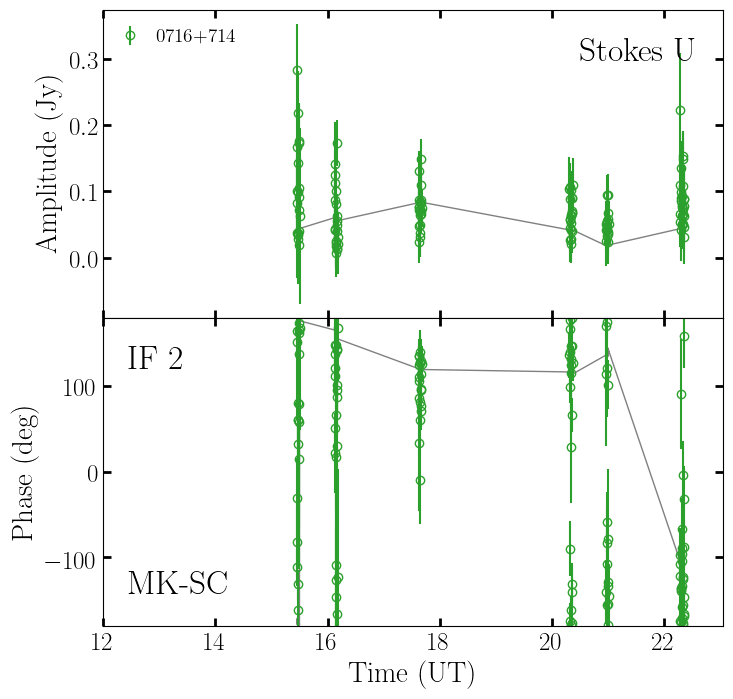 0716+714
Stokes U
0.3
0.2
0.1
0.0
Amplitude (Jy)
IF 2
100
0
−100
Phase (deg)
MK-SC
12 14 16 18 20 22
Time (UT)